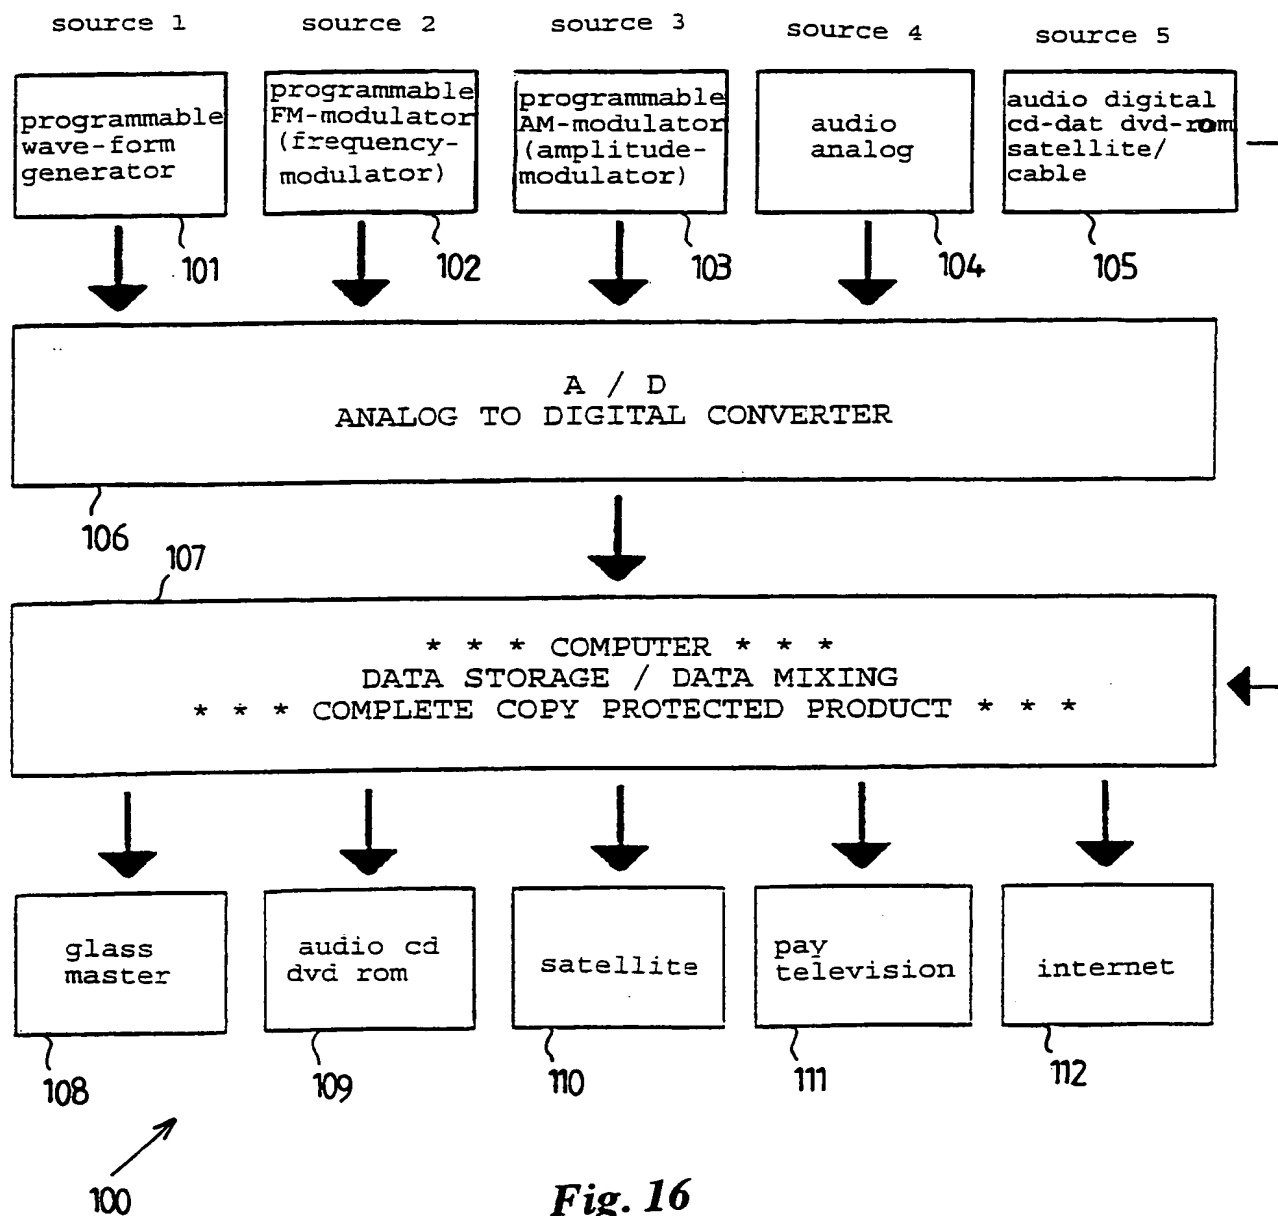 source 1
source 2
source 3
source 4
source 5
programmable
wave-form
generator
programmable
FM-modulator
(frequency-
modulator)
programmable
AM-modulator
(amplitude-
modulator)
audio
analog
audio digital
cd-dat dvd-rom
satellite/
cable
101
102
103
104
105
A / D
ANALOG TO DIGITAL CONVERTER
106
107
* * * COMPUTER * * *
DATA STORAGE / DATA MIXING
* * * COMPLETE COPY PROTECTED PRODUCT * * *
glass
master
audio cd
dvd rom
satellite
pay
television
internet
108
109
110
111
112
100
Fig. 16